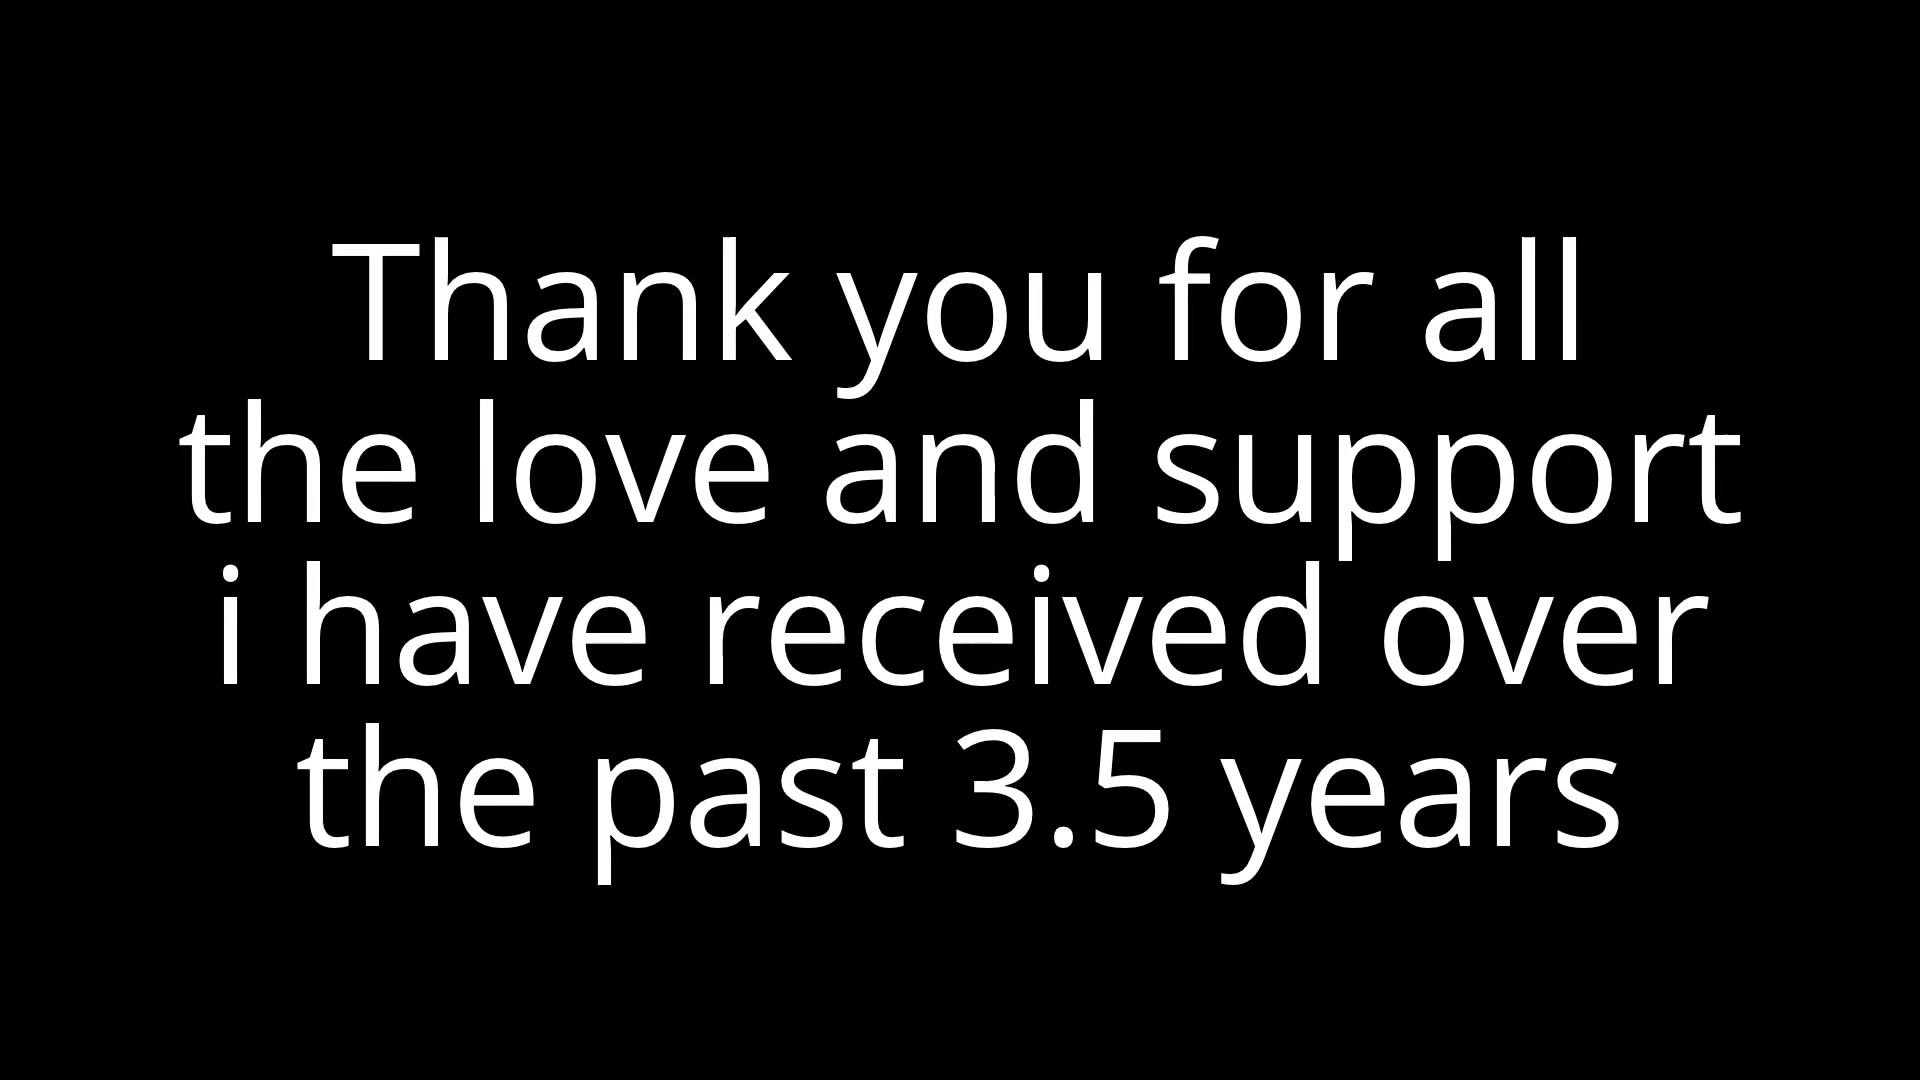 Thank you for all
the love and support
i have received over
the past 3.5 years